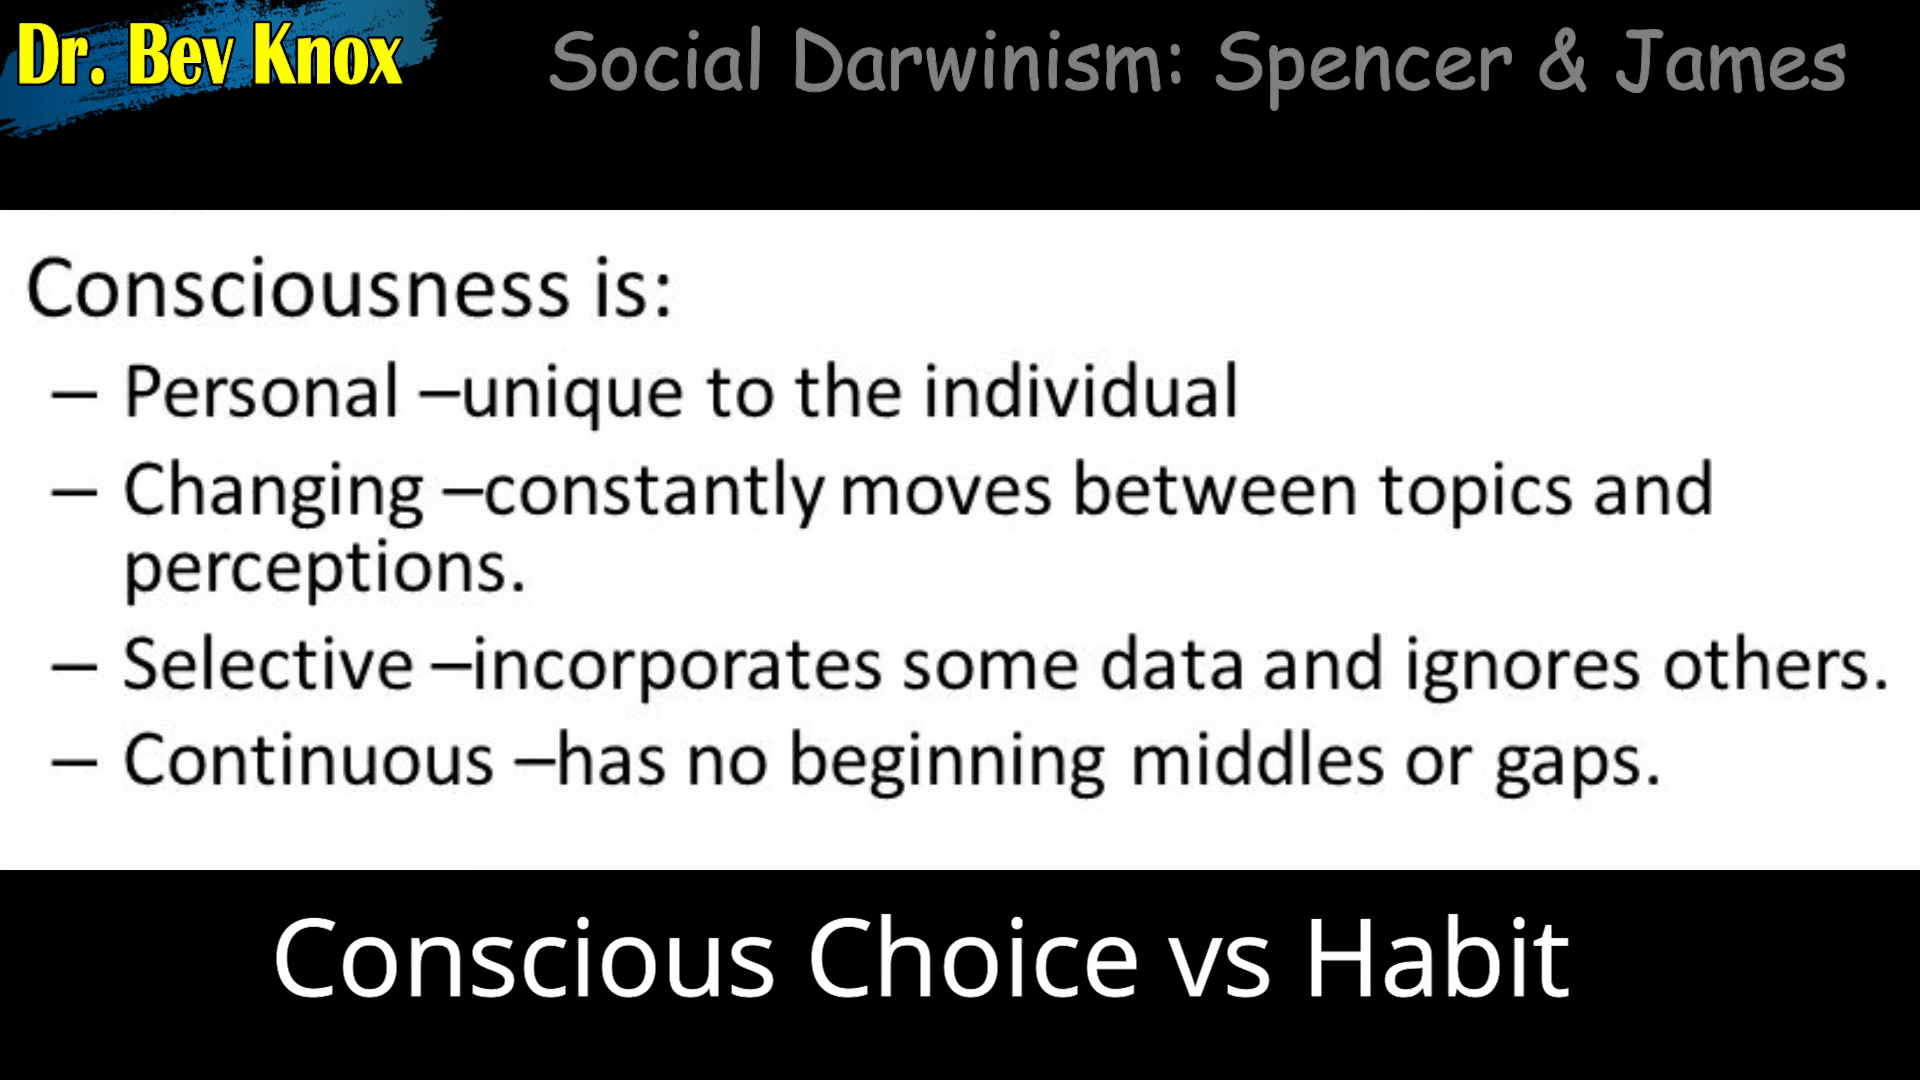 Dr. Bev Knox
Social Darwinism: Spencer & James
Consciousness is:
– Personal –unique to the individual
– Changing –constantly moves between topics and
perceptions.
– Selective –incorporates some data and ignores others.
– Continuous –has no beginning middles or gaps.
Conscious Choice vs Habit